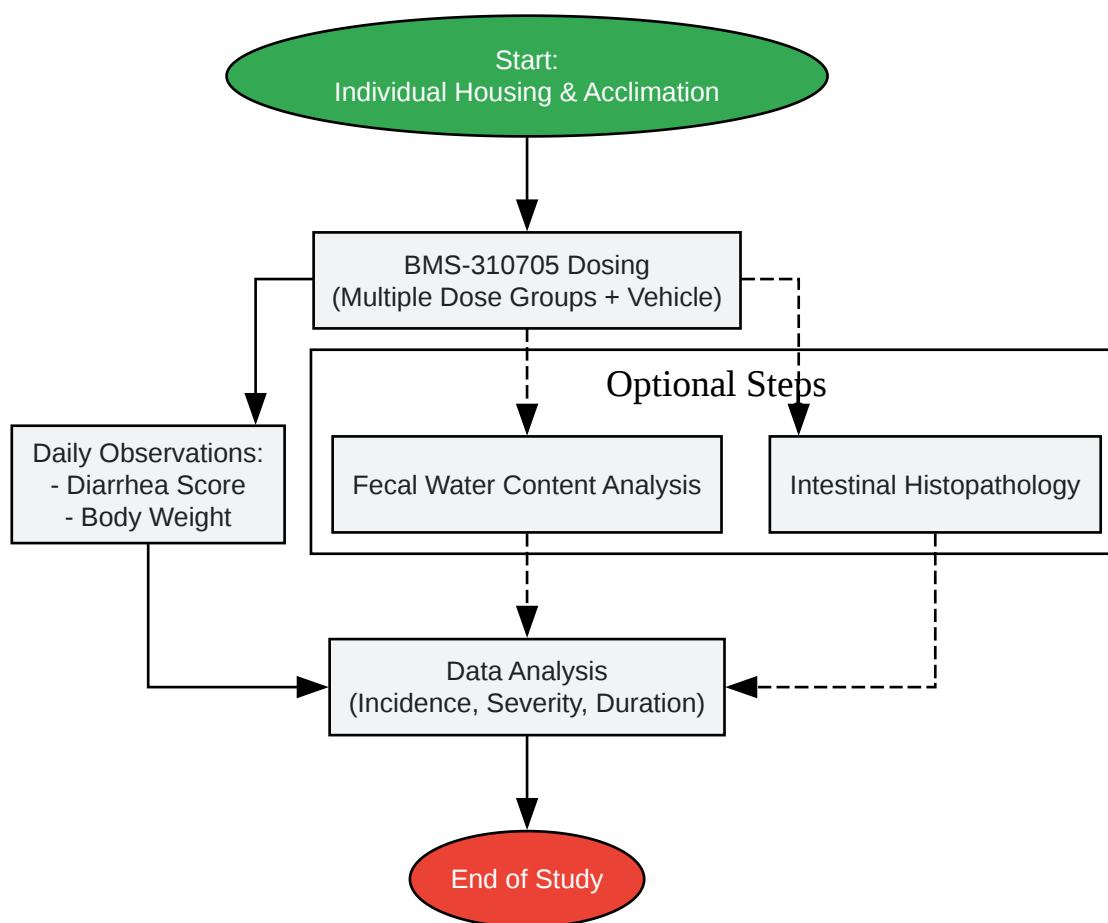 Start:
Individual Housing & Acclimation
BMS-310705 Dosing
(Multiple Dose Groups + Vehicle)
Optional Steps
Daily Observations:
- Diarrhea Score
- Body Weight
Fecal Water Content Analysis
Intestinal Histopathology
Data Analysis
(Incidence, Severity, Duration)
End of Study